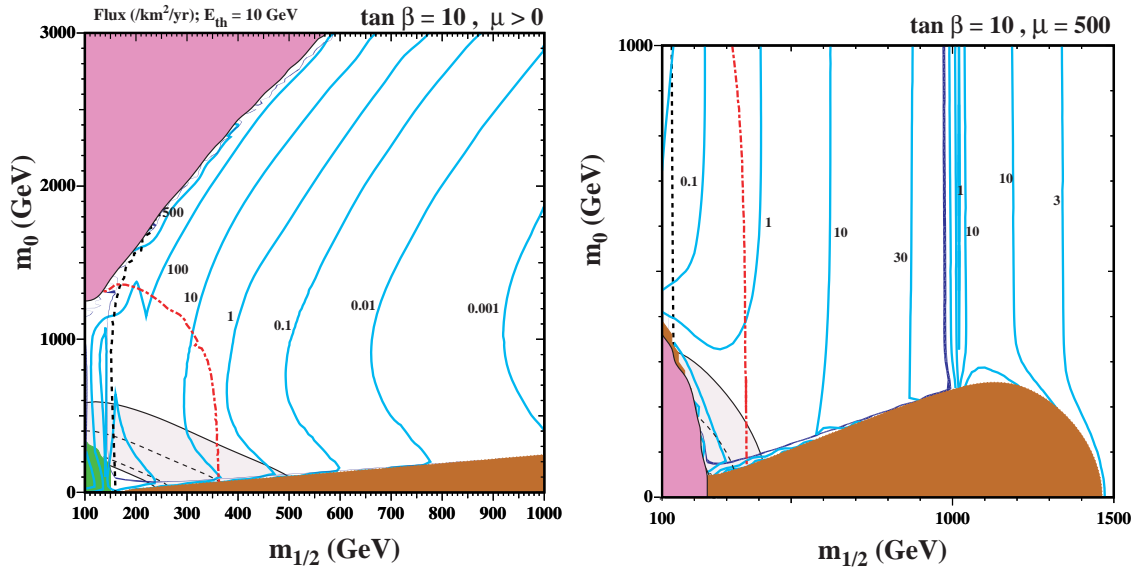 Flux (/km²/yr); E_th = 10 GeV
tan β = 10 , μ > 0
3000
2000
1000
0
m₀ (GeV)
500
100
10
1
0.1
0.01
0.001
100 200 300 400 500 600 700 800 900 1000
m₁/₂ (GeV)
tan β = 10 , μ = 500
1000
0
m₀ (GeV)
0.1
1
10
30
1
10
10
3
100 1000 1500
m₁/₂ (GeV)